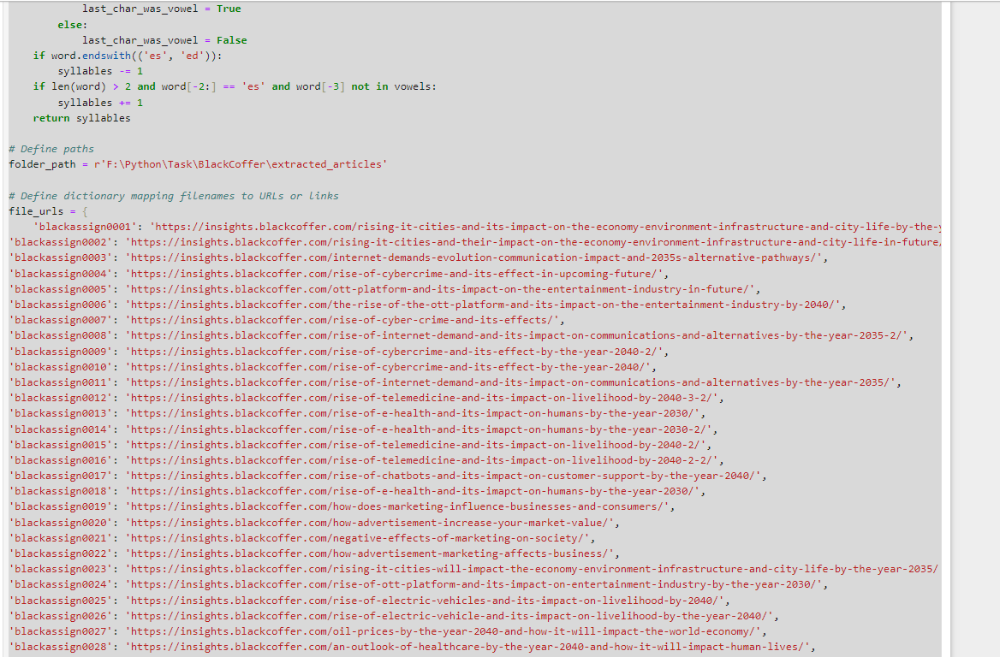 last_char_was_vowel = True
        else:
            last_char_was_vowel = False
    if word.endswith(('es', 'ed')):
        syllables -= 1
    if len(word) > 2 and word[-2:] == 'es' and word[-3] not in vowels:
        syllables += 1
    return syllables

# Define paths
folder_path = r'F:\Python\Task\BlackCoffer\extracted_articles'

# Define dictionary mapping filenames to URLs or links
file_urls = {
    'blackassign0001': 'https://insights.blackcoffer.com/rising-it-cities-and-its-impact-on-the-economy-environment-infrastructure-and-city-life-by-the-y
'blackassign0002': 'https://insights.blackcoffer.com/rising-it-cities-and-their-impact-on-the-economy-environment-infrastructure-and-city-life-in-future/
'blackassign0003': 'https://insights.blackcoffer.com/internet-demands-evolution-communication-impact-and-2035s-alternative-pathways/',
'blackassign0004': 'https://insights.blackcoffer.com/rise-of-cybercrime-and-its-effect-in-upcoming-future/',
'blackassign0005': 'https://insights.blackcoffer.com/ott-platform-and-its-impact-on-the-entertainment-industry-in-future/',
'blackassign0006': 'https://insights.blackcoffer.com/the-rise-of-the-ott-platform-and-its-impact-on-the-entertainment-industry-by-2040/',
'blackassign0007': 'https://insights.blackcoffer.com/rise-of-cyber-crime-and-its-effects/',
'blackassign0008': 'https://insights.blackcoffer.com/rise-of-internet-demand-and-its-impact-on-communications-and-alternatives-by-the-year-2035-2/',
'blackassign0009': 'https://insights.blackcoffer.com/rise-of-cybercrime-and-its-effect-by-the-year-2040-2/',
'blackassign0010': 'https://insights.blackcoffer.com/rise-of-cybercrime-and-its-effect-by-the-year-2040/',
'blackassign0011': 'https://insights.blackcoffer.com/rise-of-internet-demand-and-its-impact-on-communications-and-alternatives-by-the-year-2035/',
'blackassign0012': 'https://insights.blackcoffer.com/rise-of-telemedicine-and-its-impact-on-livelihood-by-2040-3-2/',
'blackassign0013': 'https://insights.blackcoffer.com/rise-of-e-health-and-its-impact-on-humans-by-the-year-2030/',
'blackassign0014': 'https://insights.blackcoffer.com/rise-of-e-health-and-its-imapct-on-humans-by-the-year-2030-2/',
'blackassign0015': 'https://insights.blackcoffer.com/rise-of-telemedicine-and-its-impact-on-livelihood-by-2040-2/',
'blackassign0016': 'https://insights.blackcoffer.com/rise-of-telemedicine-and-its-impact-on-livelihood-by-2040-2-2/',
'blackassign0017': 'https://insights.blackcoffer.com/rise-of-chatbots-and-its-impact-on-customer-support-by-the-year-2040/',
'blackassign0018': 'https://insights.blackcoffer.com/rise-of-e-health-and-its-imapct-on-humans-by-the-year-2030/',
'blackassign0019': 'https://insights.blackcoffer.com/how-does-marketing-influence-businesses-and-consumers/',
'blackassign0020': 'https://insights.blackcoffer.com/how-advertisement-increase-your-market-value/',
'blackassign0021': 'https://insights.blackcoffer.com/negative-effects-of-marketing-on-society/',
'blackassign0022': 'https://insights.blackcoffer.com/how-advertisement-marketing-affects-business/',
'blackassign0023': 'https://insights.blackcoffer.com/rising-it-cities-will-impact-the-economy-environment-infrastructure-and-city-life-by-the-year-2035/
'blackassign0024': 'https://insights.blackcoffer.com/rise-of-ott-platform-and-its-impact-on-entertainment-industry-by-the-year-2030/',
'blackassign0025': 'https://insights.blackcoffer.com/rise-of-electric-vehicles-and-its-impact-on-livelihood-by-2040/',
'blackassign0026': 'https://insights.blackcoffer.com/rise-of-electric-vehicle-and-its-impact-on-livelihood-by-the-year-2040/',
'blackassign0027': 'https://insights.blackcoffer.com/oil-prices-by-the-year-2040-and-how-it-will-impact-the-world-economy/',
'blackassign0028': 'https://insights.blackcoffer.com/an-outlook-of-healthcare-by-the-year-2040-and-how-it-will-impact-human-lives/',